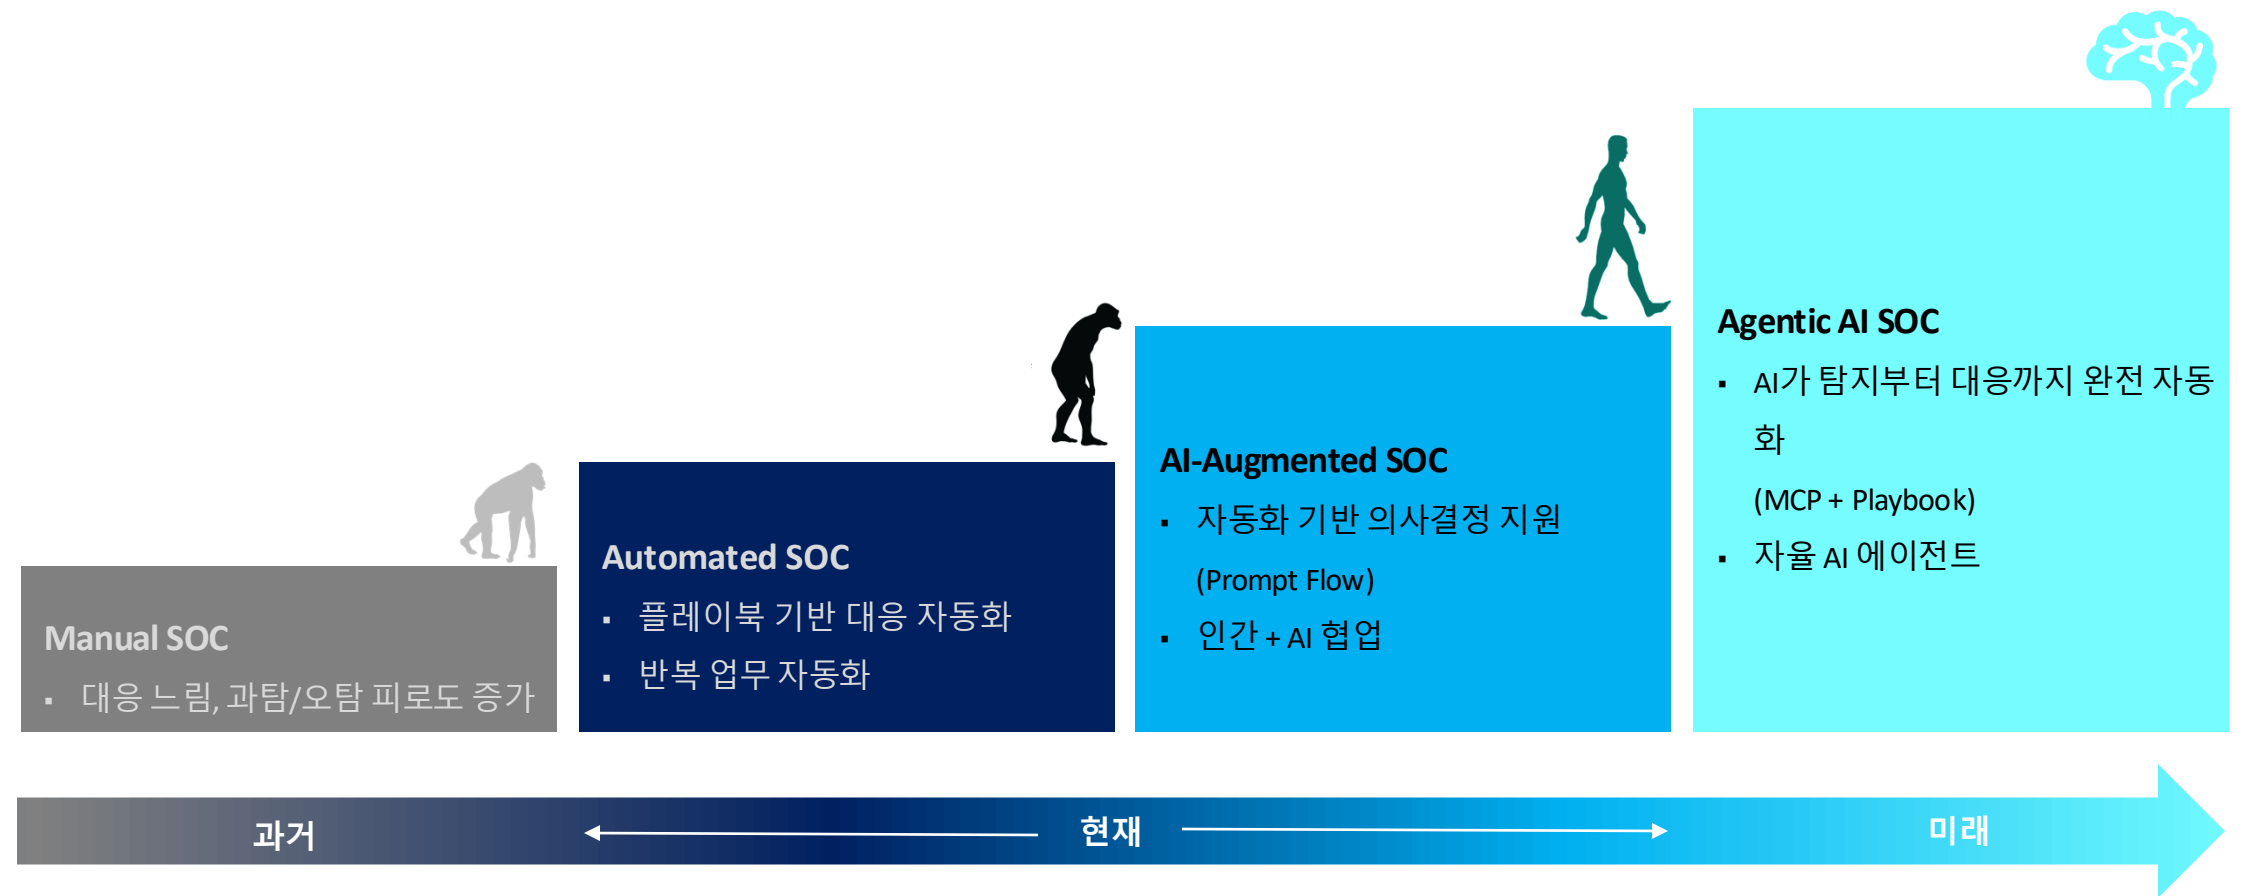 Manual SOC
▪ 대응 느림, 과탐/오탐 피로도 증가
Automated SOC
▪ 플레이북 기반 대응 자동화
▪ 반복 업무 자동화
AI-Augmented SOC
▪ 자동화 기반 의사결정 지원
(Prompt Flow)
▪ 인간 + AI 협업
Agentic AI SOC
▪ AI가 탐지부터 대응까지 완전 자동
화
(MCP + Playbook)
▪ 자율 AI 에이전트
과거
현재
미래